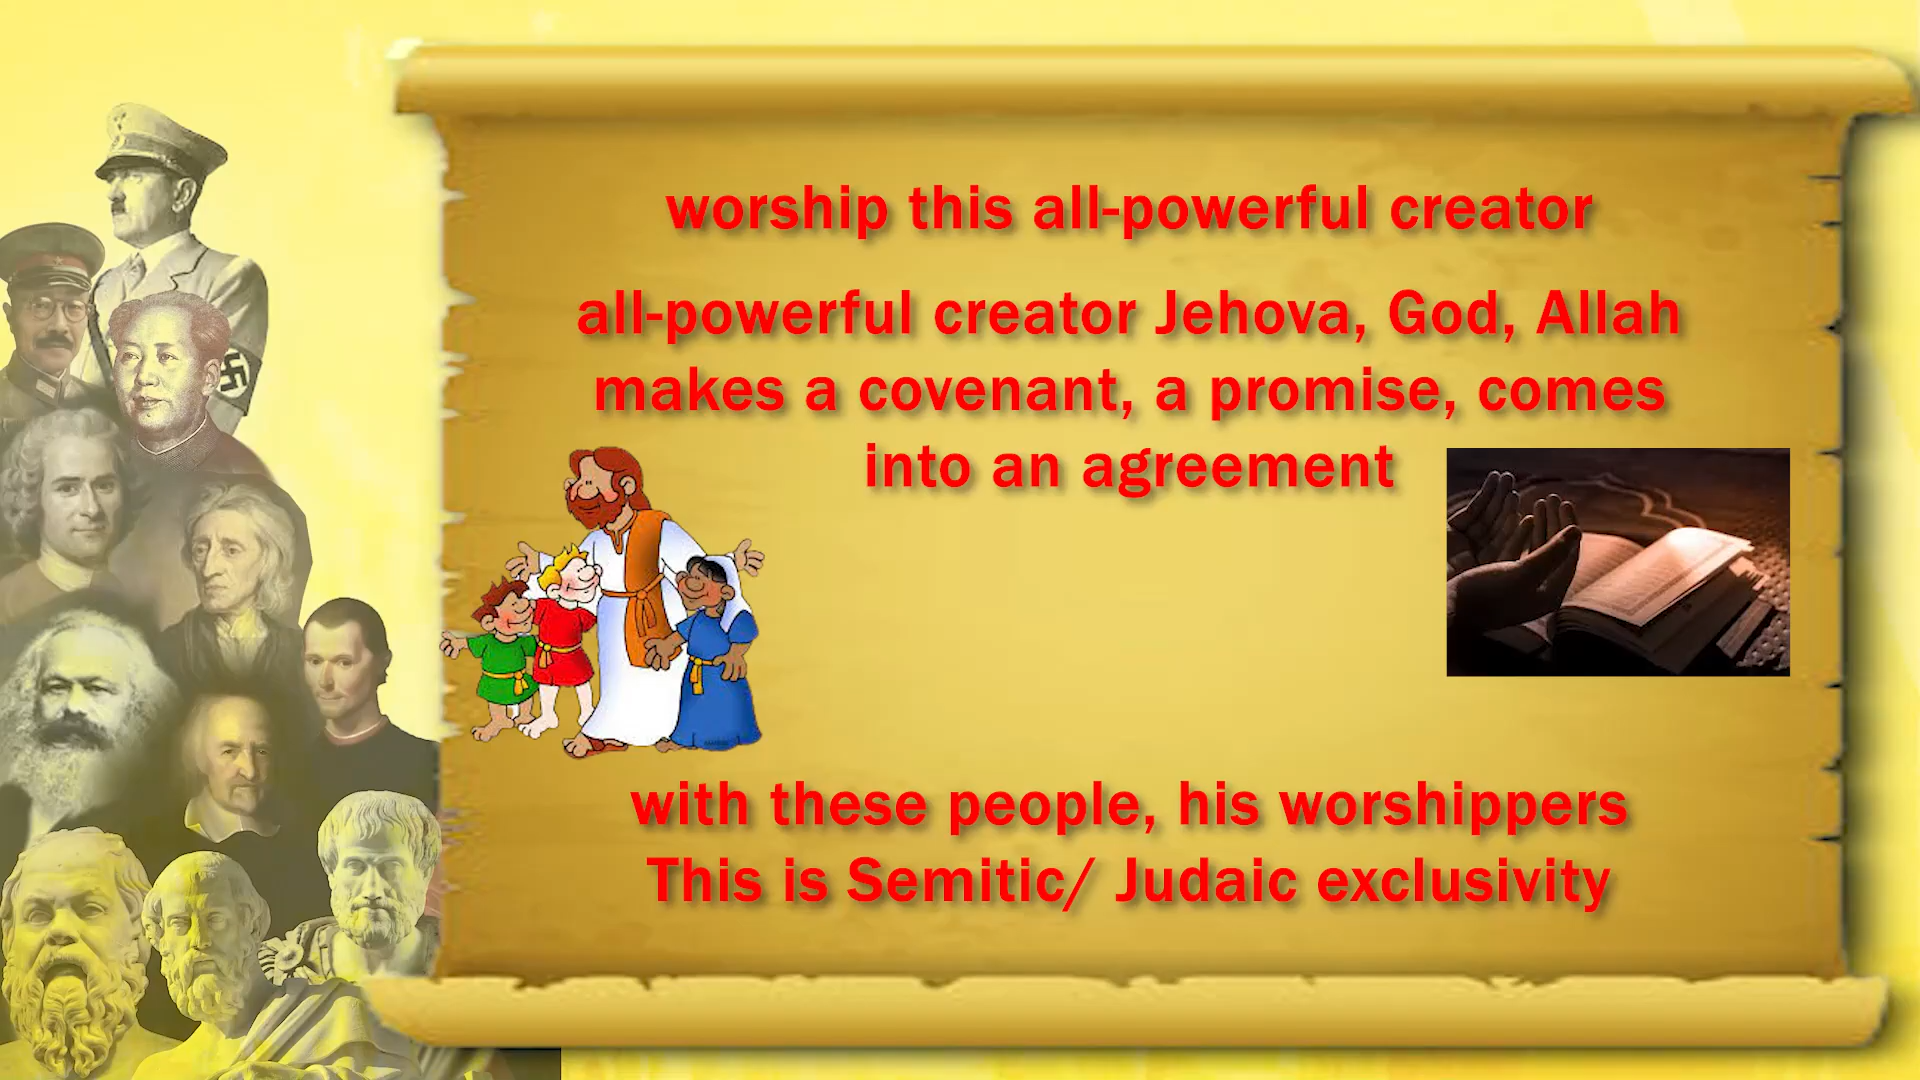 worship this all-powerful creator
all-powerful creator Jehova, God, Allah
makes a covenant, a promise, comes
into an agreement
with these people, his worshippers
This is Semitic/ Judaic exclusivity